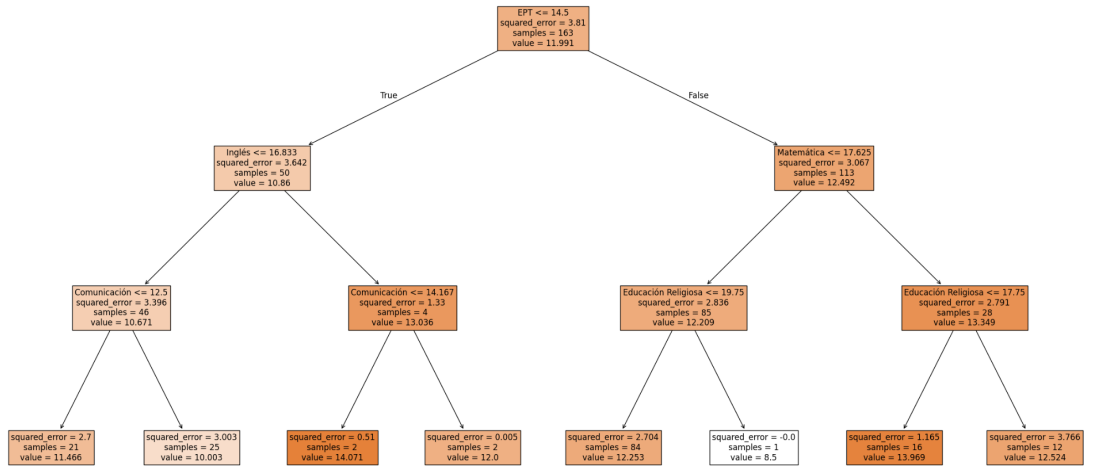 EPT <= 14.5
squared_error = 3.81
samples = 163
value = 11.991
True
False
Inglés <= 16.833
squared_error = 3.642
samples = 50
value = 10.86
Matemática <= 17.625
squared_error = 3.067
samples = 113
value = 12.492
Comunicación <= 12.5
squared_error = 3.396
samples = 46
value = 10.671
Comunicación <= 14.167
squared_error = 1.33
samples = 4
value = 13.036
Educación Religiosa <= 19.75
squared_error = 2.836
samples = 85
value = 12.209
Educación Religiosa <= 17.75
squared_error = 2.791
samples = 28
value = 13.349
squared_error = 2.7
samples = 21
value = 11.466
squared_error = 3.003
samples = 25
value = 10.003
squared_error = 0.51
samples = 2
value = 14.071
squared_error = 0.005
samples = 2
value = 12.0
squared_error = 2.704
samples = 84
value = 12.253
squared_error = -0.0
samples = 1
value = 8.5
squared_error = 1.165
samples = 16
value = 13.969
squared_error = 3.766
samples = 12
value = 12.524